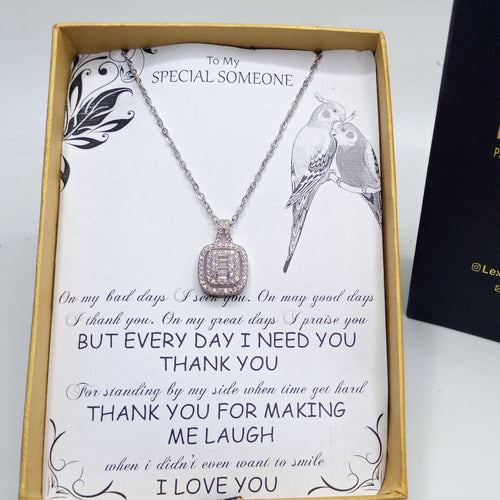 To My
SPECIAL SOMEONE
On my bad days I seen you. On may good days
I thank you. On my great days I praise you
BUT EVERY DAY I NEED YOU
THANK YOU
For standing by my side when time get hard
THANK YOU FOR MAKING
ME LAUGH
when i didn't even want to smile
I LOVE YOU